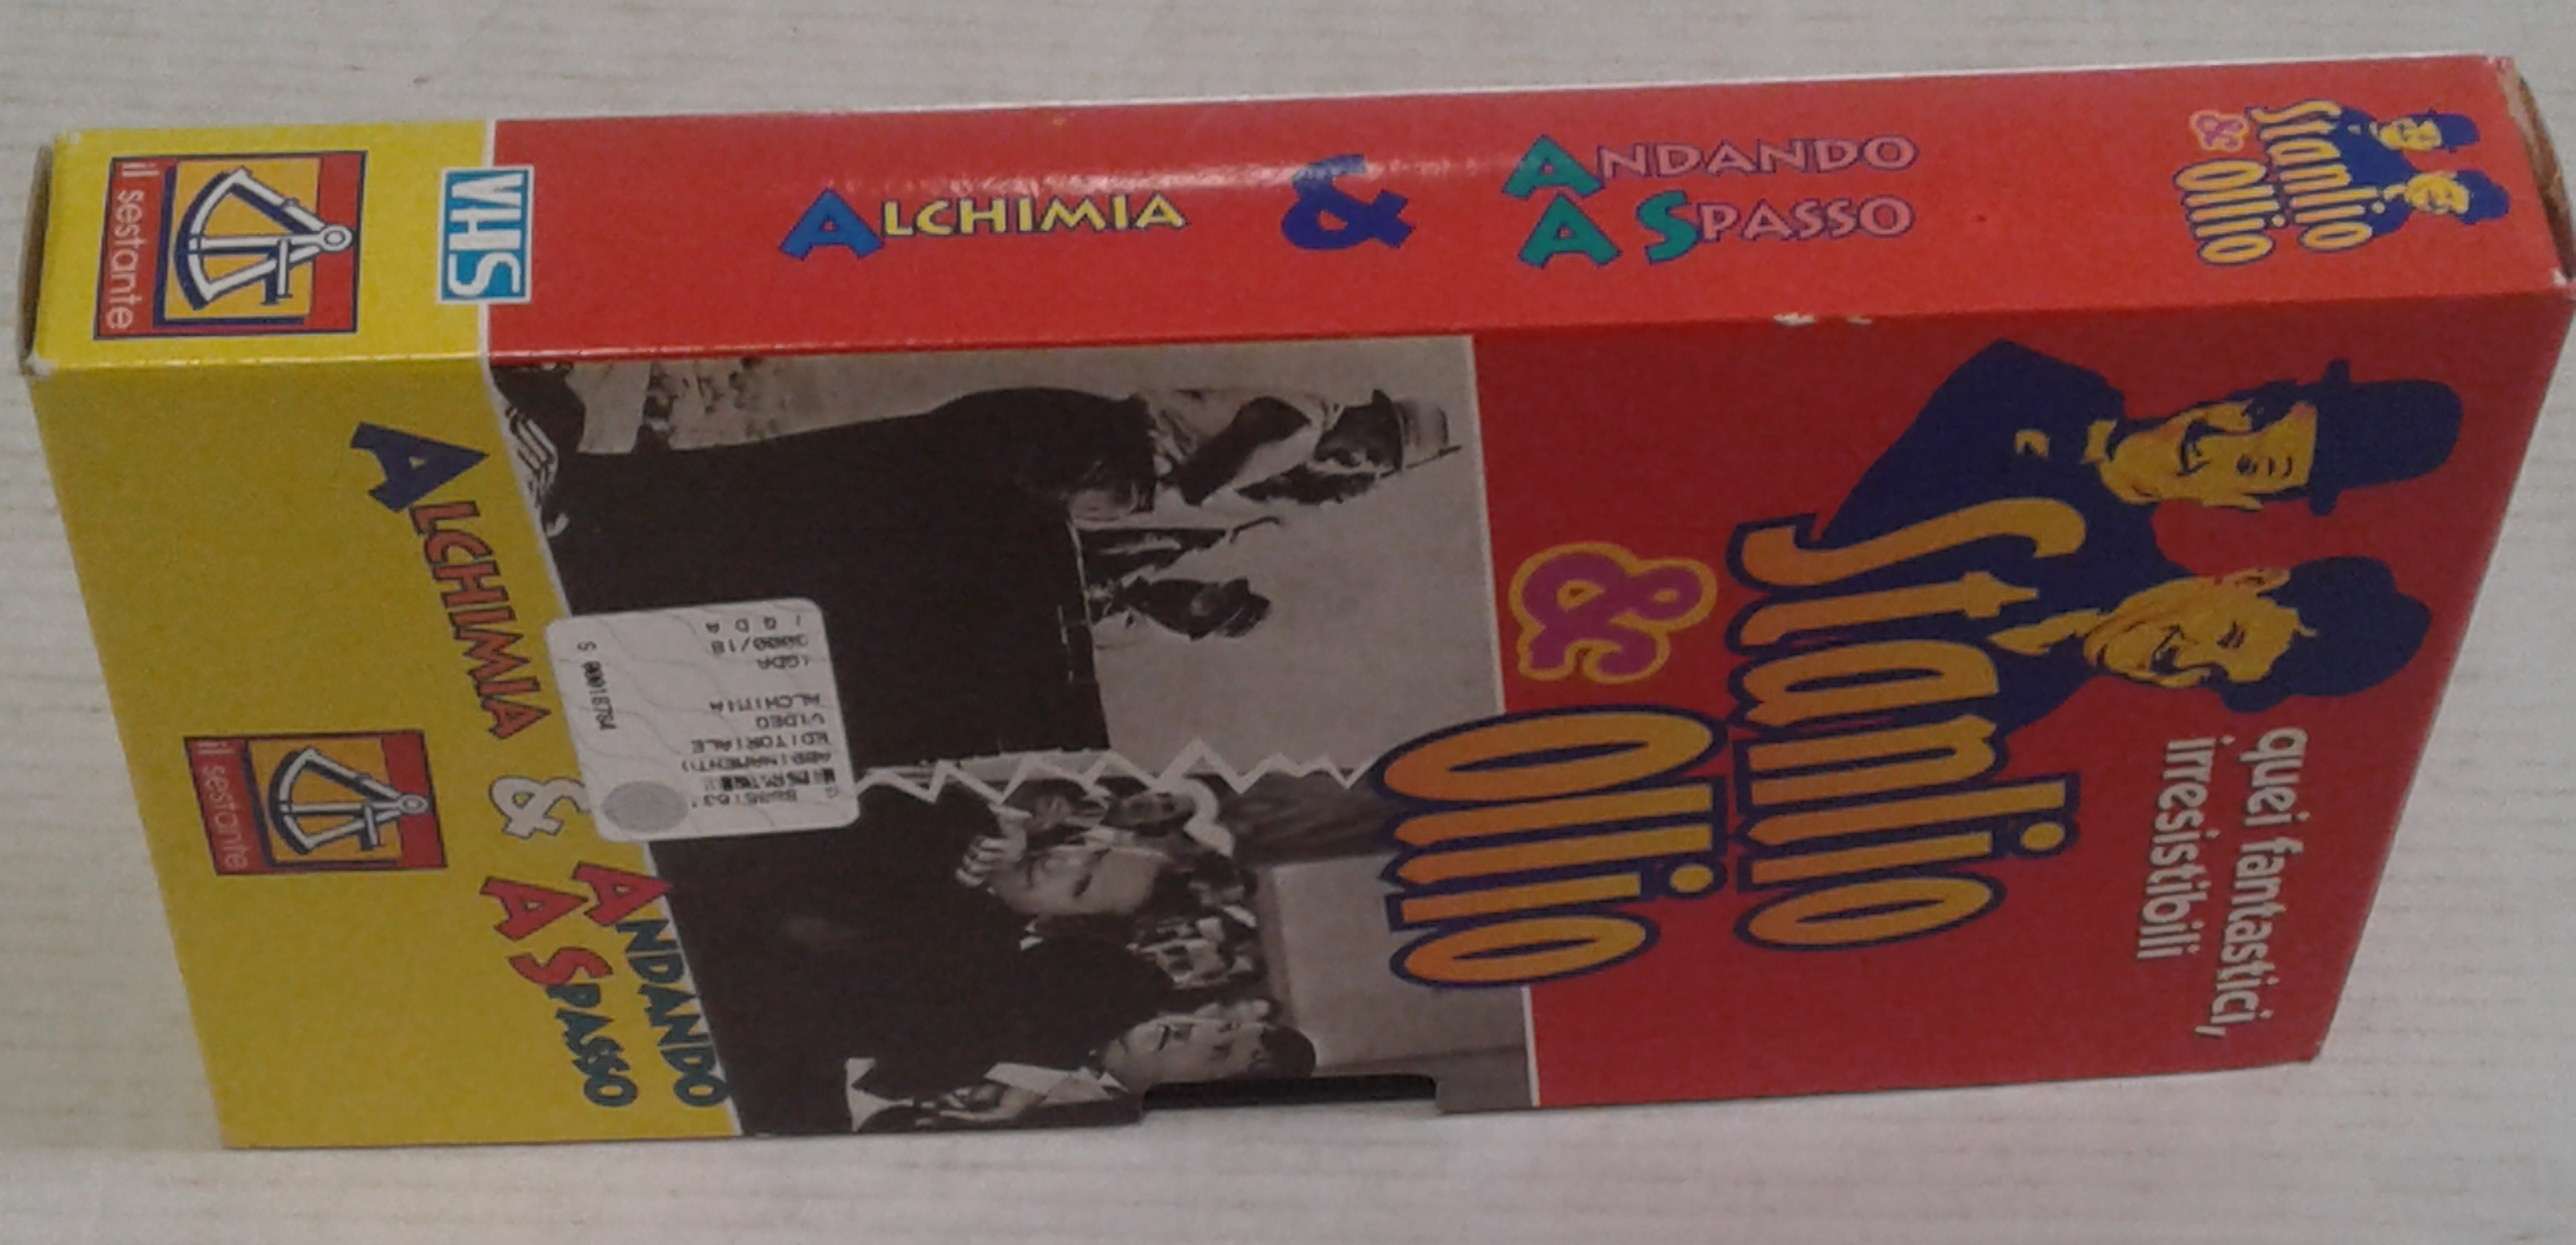 il sestante
VHS
ALCHIMIA
&
ANDANDO
A SPASSO
Stanlio
&
Ollio
quei fantastici,
irresistibili
Stanlio
&
Ollio
ALCHIMIA
&
ANDANDO
A SPASSO
il sestante
EDITORIALE
VIDEO
ALCHIMIA